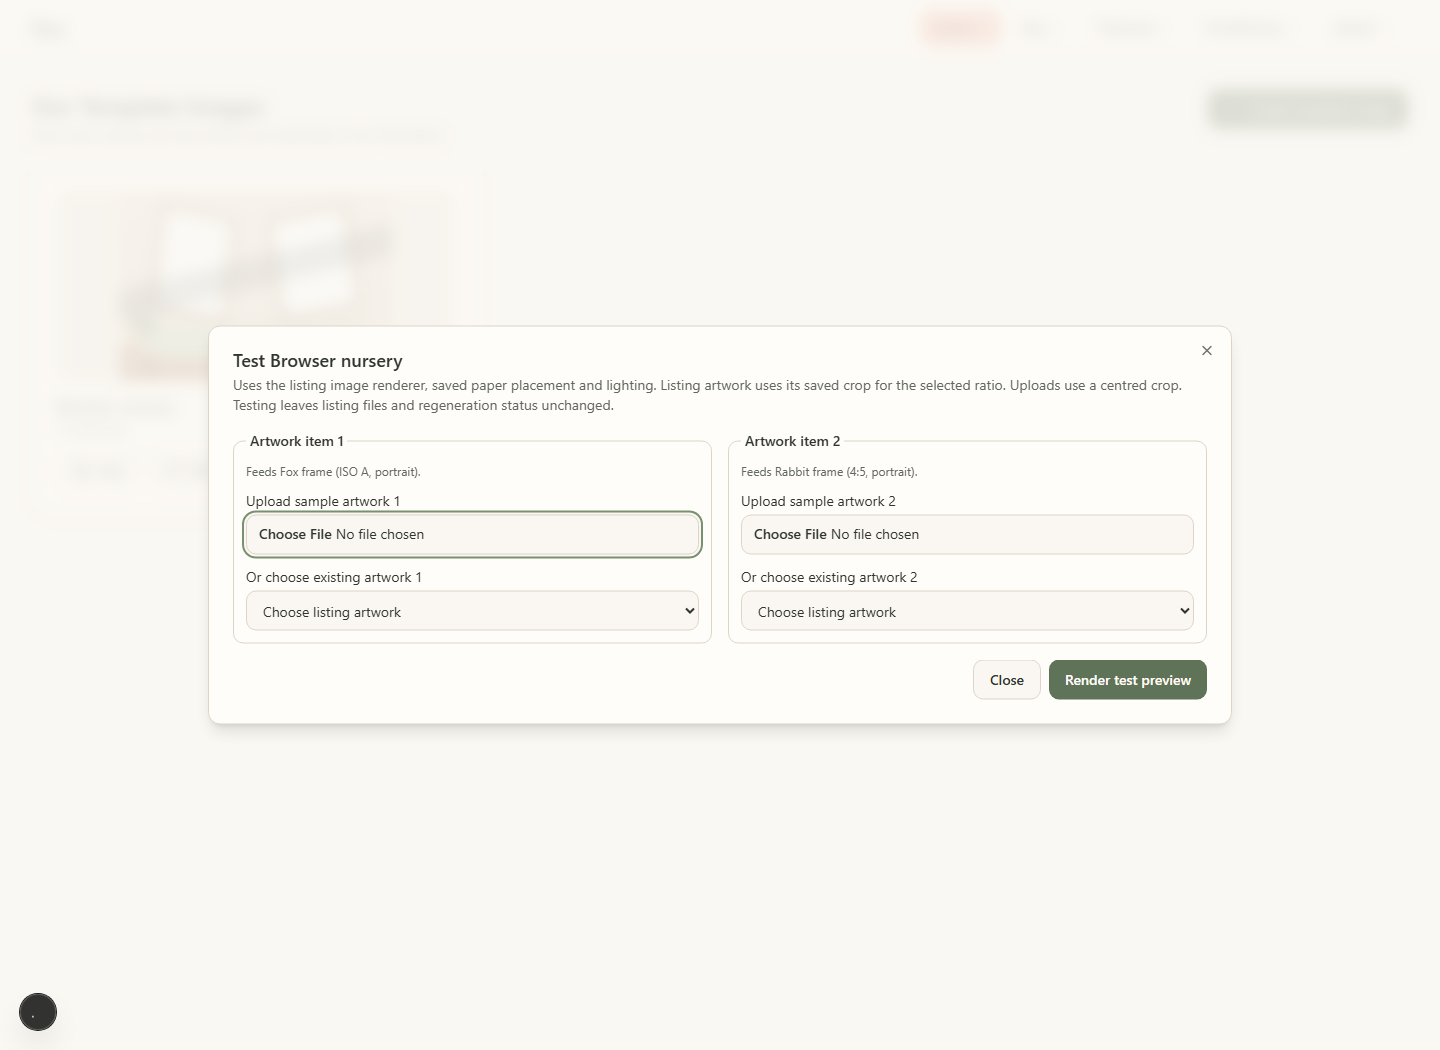 Test Browser nursery
Uses the listing image renderer, saved paper placement and lighting. Listing artwork uses its saved crop for the selected ratio. Uploads use a centred crop.
Testing leaves listing files and regeneration status unchanged.
Artwork item 1
Feeds Fox frame (ISO A, portrait).
Upload sample artwork 1
Choose File No file chosen
Or choose existing artwork 1
Choose listing artwork
Artwork item 2
Feeds Rabbit frame (4:5, portrait).
Upload sample artwork 2
Choose File No file chosen
Or choose existing artwork 2
Choose listing artwork
Close
Render test preview